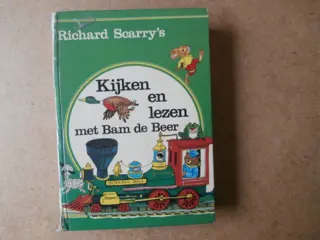 Richard Scarry's
Kijken
en
lezen
met Bam de Beer